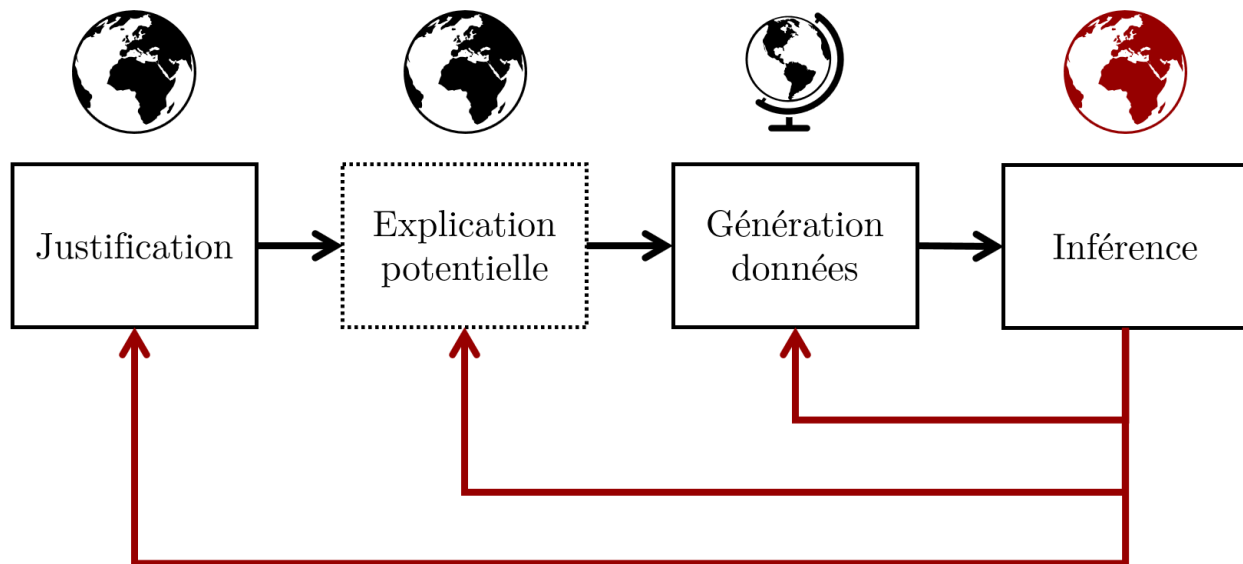 Justification
Explication
potentielle
Génération
données
Inférence